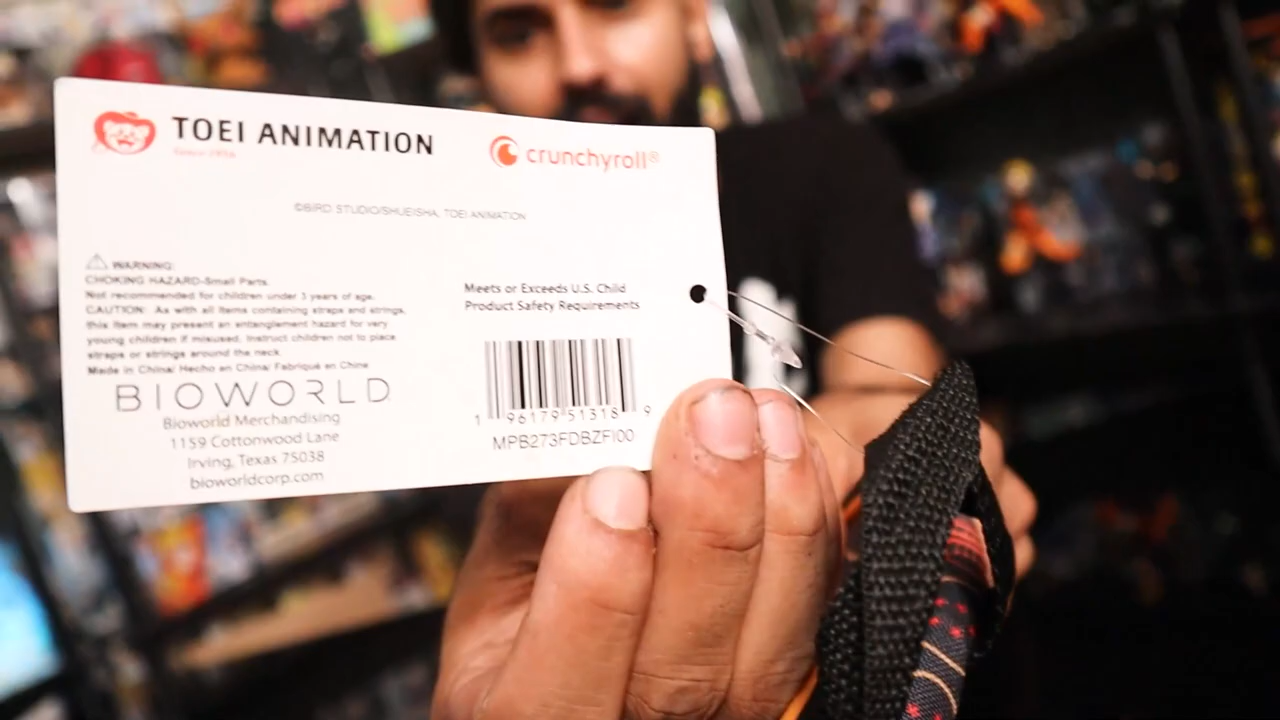 TOEI ANIMATION
Since 1956
crunchyroll®
©BIRD STUDIO/SHUEISHA, TOEI ANIMATION
WARNING:
CHOKING HAZARD-Small Parts.
Not recommended for children under 3 years of age.
CAUTION: As with all items containing straps and strings,
this item may present an entanglement hazard for very
young children if misused. Instruct children not to place
straps or strings around the neck.
Made in China/ Hecho en China/ Fabriqué en Chine
BIOWORLD
Bioworld Merchandising
1159 Cottonwood Lane
Irving, Texas 75038
bioworldcorp.com
Meets or Exceeds U.S. Child
Product Safety Requirements
1 96179 51318 9
MPB273FDBZFI00